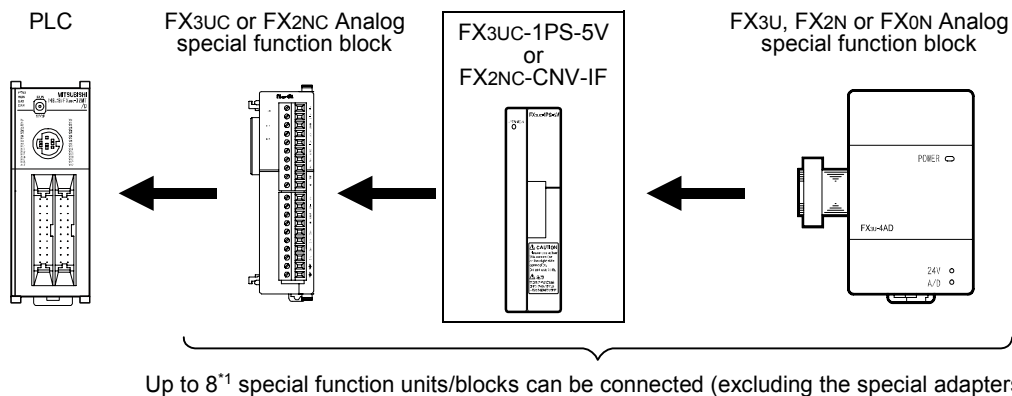 PLC
FX3UC or FX2NC Analog
special function block
FX3UC-1PS-5V
or
FX2NC-CNV-IF
FX3U, FX2N or FX0N Analog
special function block
MITSUBISHI
POWER
FX3U-4AD
24V
A/D
CAUTION
Up to 8*1 special function units/blocks can be connected (excluding the special adapters